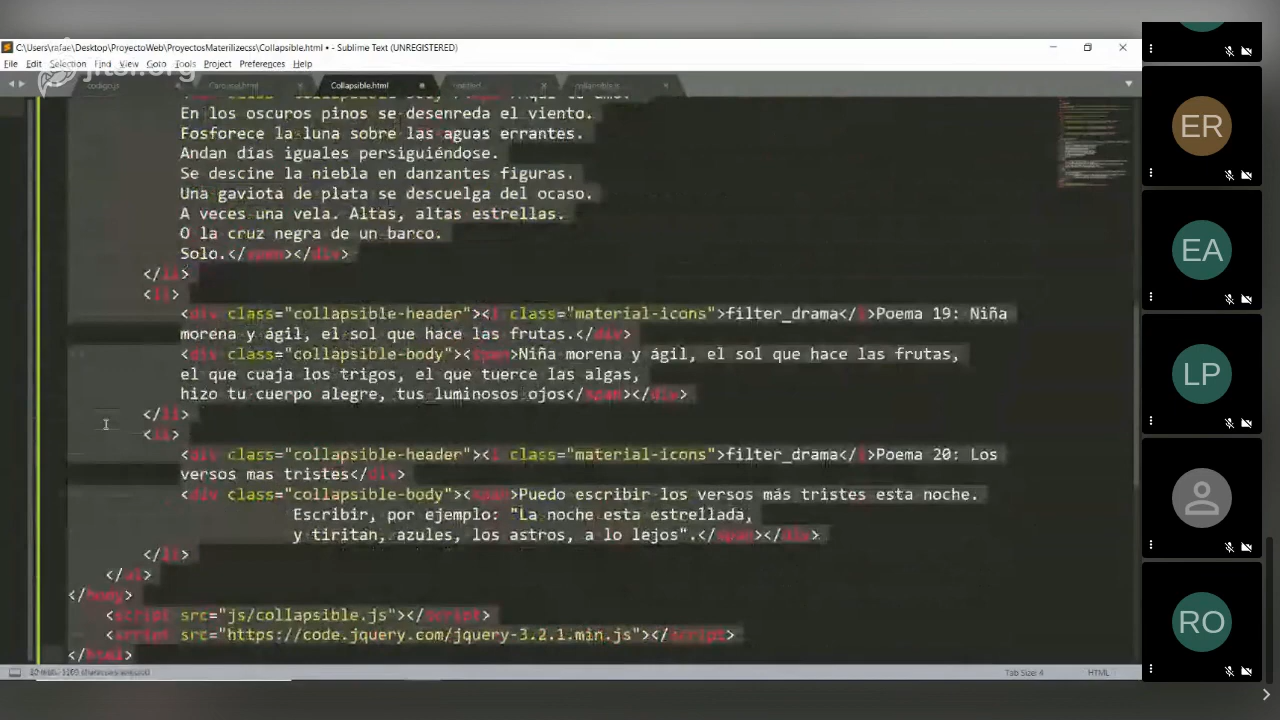 C:\Users\rafae\Desktop\ProyectoWeb\ProyectosMaterilizecss\Collapsible.html • - Sublime Text (UNREGISTERED)
File Edit Selection Find View Goto Tools Project Preferences Help
jitsi.org
codigo.js Carousel.html Collapsible.html untitled
En los oscuros pinos se desenreda el viento.
Fosforece la luna sobre las aguas errantes.
Andan días iguales persiguiéndose.
Se descine la niebla en danzantes figuras.
Una gaviota de plata se descuelga del ocaso.
A veces una vela. Altas, altas estrellas.
O la cruz negra de un barco.
Solo.</span></div>
</li>
<li>
<div class="collapsible-header"><i class="material-icons">filter_drama</i>Poema 19: Niña
morena y ágil, el sol que hace las frutas.</div>
<div class="collapsible-body"><span>Niña morena y ágil, el sol que hace las frutas,
el que cuaja los trigos, el que tuerce las algas,
hizo tu cuerpo alegre, tus luminosos ojos</span></div>
</li>
<li>
<div class="collapsible-header"><i class="material-icons">filter_drama</i>Poema 20: Los
versos mas tristes</div>
<div class="collapsible-body"><span>Puedo escribir los versos más tristes esta noche.
Escribir, por ejemplo: "La noche esta estrellada,
y tiritan, azules, los astros, a lo lejos".</span></div>
</li>
</ul>
</body>
<script src="js/collapsible.js"></script>
<script src="https://code.jquery.com/jquery-3.2.1.min.js"></script>
</html>
Tab Size: 4 HTML
ER
EA
LP
RO